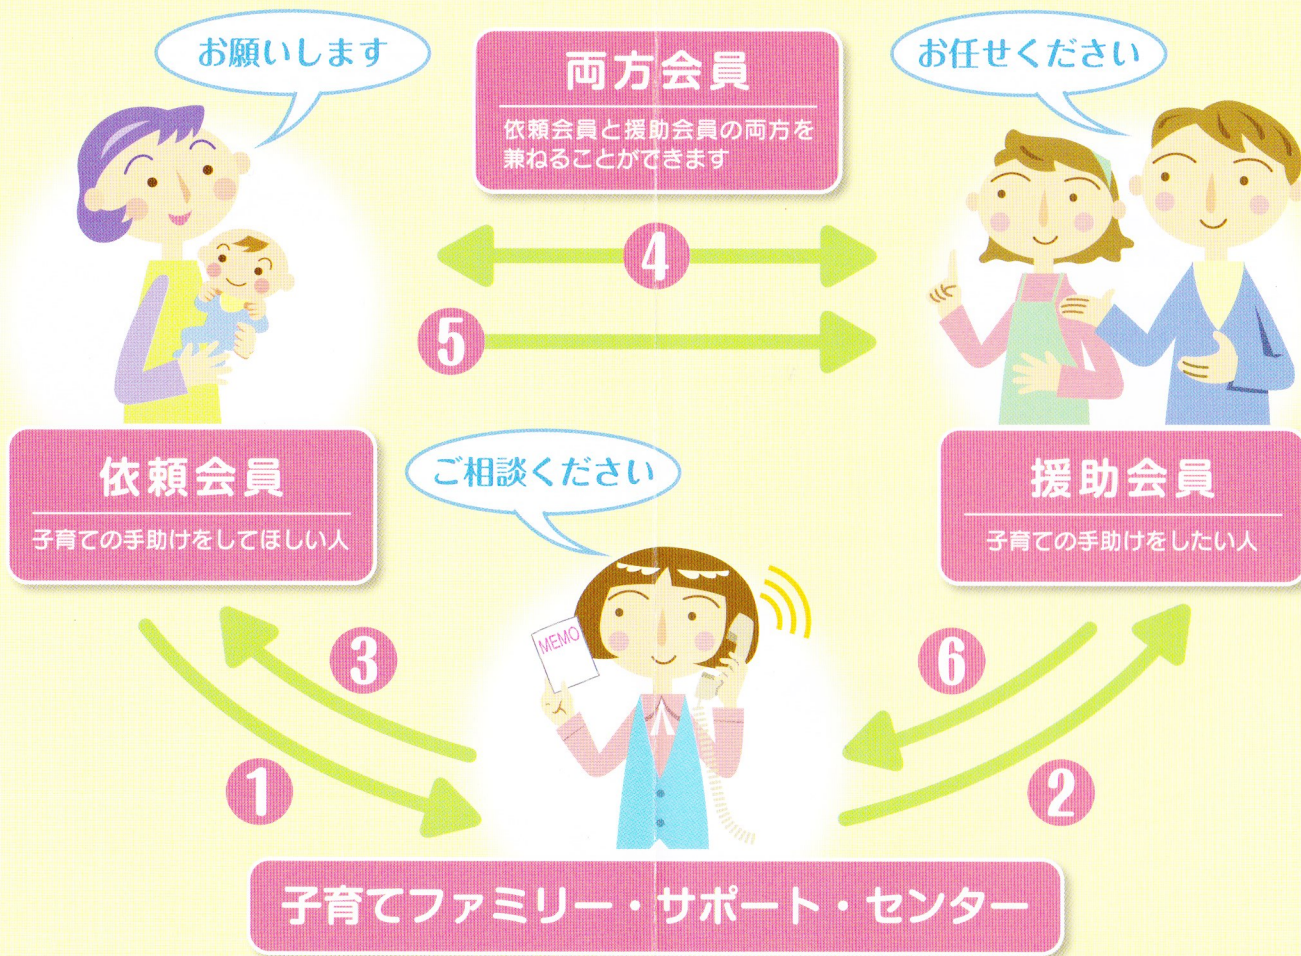 お願いします
両方会員
依頼会員と援助会員の両方を
兼ねることができます
お任せください
4
5
依頼会員
子育ての手助けをしてほしい人
ご相談ください
援助会員
子育ての手助けをしたい人
MEMO
3
6
1
2
子育てファミリー・サポート・センター